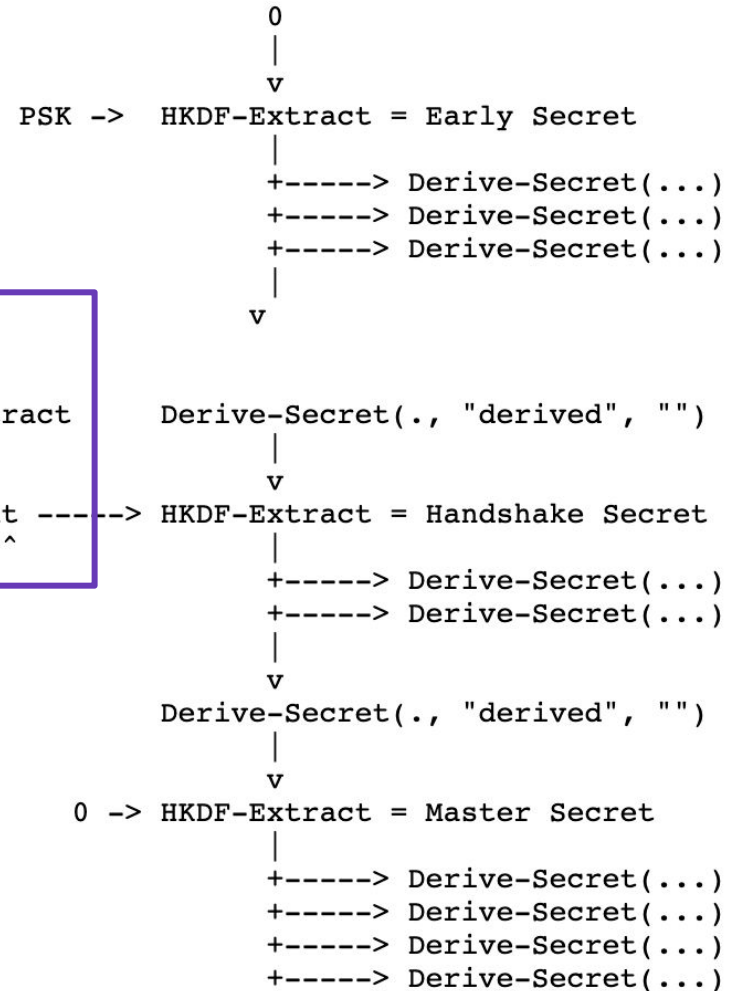 0
|
v
PSK -> HKDF-Extract = Early Secret
|
+-----> Derive-Secret(...)
+-----> Derive-Secret(...)
+-----> Derive-Secret(...)
|
v
ract Derive-Secret(., "derived", "")
|
v
t -----> HKDF-Extract = Handshake Secret
^ |
+-----> Derive-Secret(...)
+-----> Derive-Secret(...)
|
v
Derive-Secret(., "derived", "")
|
v
0 -> HKDF-Extract = Master Secret
|
+-----> Derive-Secret(...)
+-----> Derive-Secret(...)
+-----> Derive-Secret(...)
+-----> Derive-Secret(...)